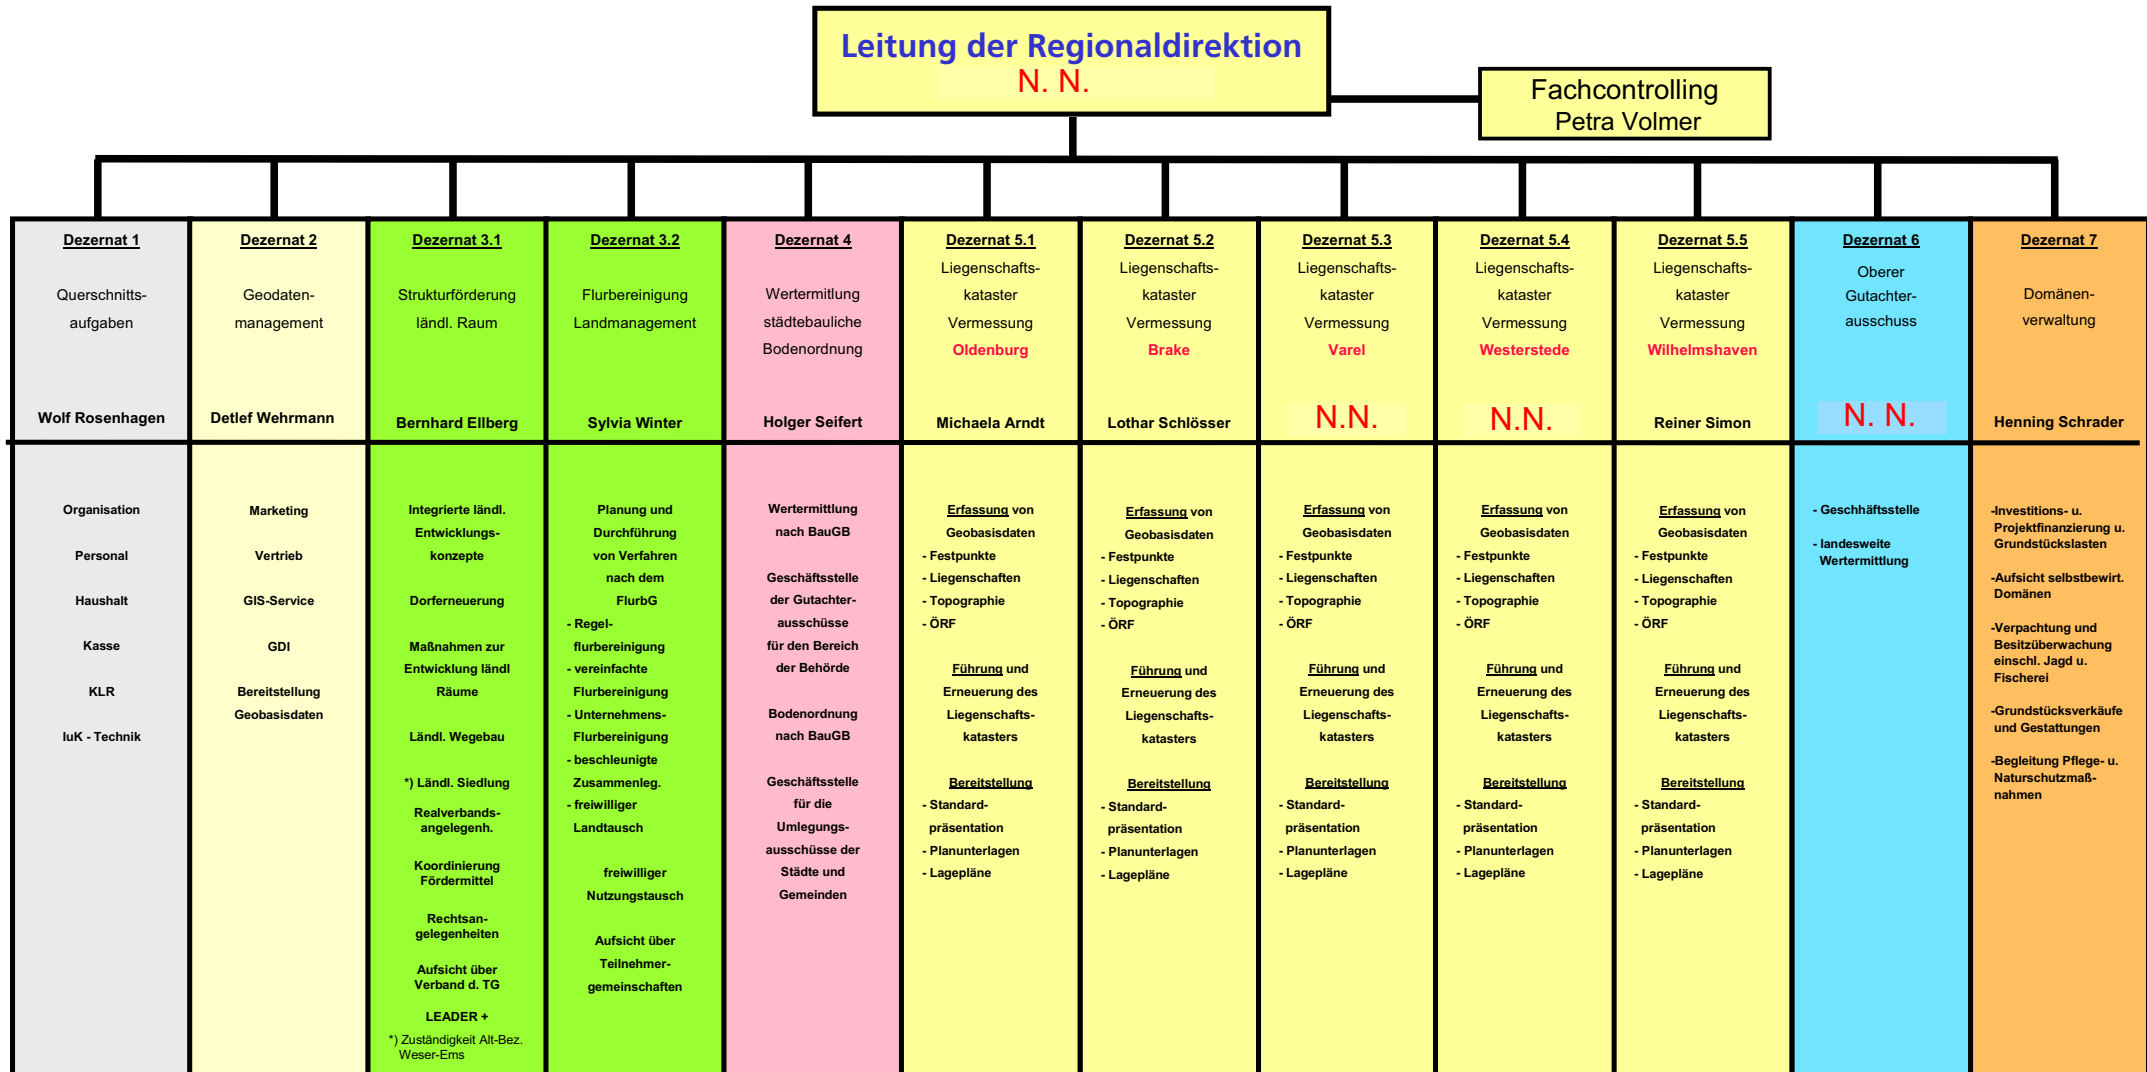 Leitung der Regionaldirektion
N. N.
Fachcontrolling
Petra Volmer
Dezernat 1
Querschnitts-
aufgaben
Wolf Rosenhagen
Organisation
Personal
Haushalt
Kasse
KLR
IuK - Technik
Dezernat 2
Geodaten-
management
Detlef Wehrmann
Marketing
Vertrieb
GIS-Service
GDI
Bereitstellung
Geobasisdaten
Dezernat 3.1
Strukturförderung
ländl. Raum
Bernhard Ellberg
Integrierte ländl.
Entwicklungs-
konzepte
Dorferneuerung
Maßnahmen zur
Entwicklung ländl
Räume
Ländl. Wegebau
*) Ländl. Siedlung
Realverbands-
angelegenh.
Koordinierung
Fördermittel
Rechtsan-
gelegenheiten
Aufsicht über
Verband d. TG
LEADER +
*) Zuständigkeit Alt-Bez.
Weser-Ems
Dezernat 3.2
Flurbereinigung
Landmanagement
Sylvia Winter
Planung und
Durchführung
von Verfahren
nach dem
FlurbG
- Regel-
flurbereinigung
- vereinfachte
Flurbereinigung
- Unternehmens-
Flurbereinigung
- beschleunigte
Zusammenleg.
- freiwilliger
Landtausch
freiwilliger
Nutzungstausch
Aufsicht über
Teilnehmer-
gemeinschaften
Dezernat 4
Wertermitlung
städtebauliche
Bodenordnung
Holger Seifert
Wertermittlung
nach BauGB
Geschäftsstelle
der Gutachter-
ausschüsse
für den Bereich
der Behörde
Bodenordnung
nach BauGB
Geschäftsstelle
für die
Umlegungs-
ausschüsse der
Städte und
Gemeinden
Dezernat 5.1
Liegenschafts-
kataster
Vermessung
Oldenburg
Michaela Arndt
Erfassung von
Geobasisdaten
- Festpunkte
- Liegenschaften
- Topographie
- ÖRF
Führung und
Erneuerung des
Liegenschafts-
katasters
Bereitstellung
- Standard-
präsentation
- Planunterlagen
- Lagepläne
Dezernat 5.2
Liegenschafts-
kataster
Vermessung
Brake
Lothar Schlösser
Erfassung von
Geobasisdaten
- Festpunkte
- Liegenschaften
- Topographie
- ÖRF
Führung und
Erneuerung des
Liegenschafts-
katasters
Bereitstellung
- Standard-
präsentation
- Planunterlagen
- Lagepläne
Dezernat 5.3
Liegenschafts-
kataster
Vermessung
Varel
N.N.
Erfassung von
Geobasisdaten
- Festpunkte
- Liegenschaften
- Topographie
- ÖRF
Führung und
Erneuerung des
Liegenschafts-
katasters
Bereitstellung
- Standard-
präsentation
- Planunterlagen
- Lagepläne
Dezernat 5.4
Liegenschafts-
kataster
Vermessung
Westerstede
N.N.
Erfassung von
Geobasisdaten
- Festpunkte
- Liegenschaften
- Topographie
- ÖRF
Führung und
Erneuerung des
Liegenschafts-
katasters
Bereitstellung
- Standard-
präsentation
- Planunterlagen
- Lagepläne
Dezernat 5.5
Liegenschafts-
kataster
Vermessung
Wilhelmshaven
Reiner Simon
Erfassung von
Geobasisdaten
- Festpunkte
- Liegenschaften
- Topographie
- ÖRF
Führung und
Erneuerung des
Liegenschafts-
katasters
Bereitstellung
- Standard-
präsentation
- Planunterlagen
- Lagepläne
Dezernat 6
Oberer
Gutachter-
ausschuss
N. N.
- Geschhäftsstelle
- landesweite
Wertermittlung
Dezernat 7
Domänen-
verwaltung
Henning Schrader
-Investitions- u.
Projektfinanzierung u.
Grundstückslasten
-Aufsicht selbstbewirt.
Domänen
-Verpachtung und
Besitzüberwachung
einschl. Jagd u.
Fischerei
-Grundstücksverkäufe
und Gestattungen
-Begleitung Pflege- u.
Naturschutzmaß-
nahmen